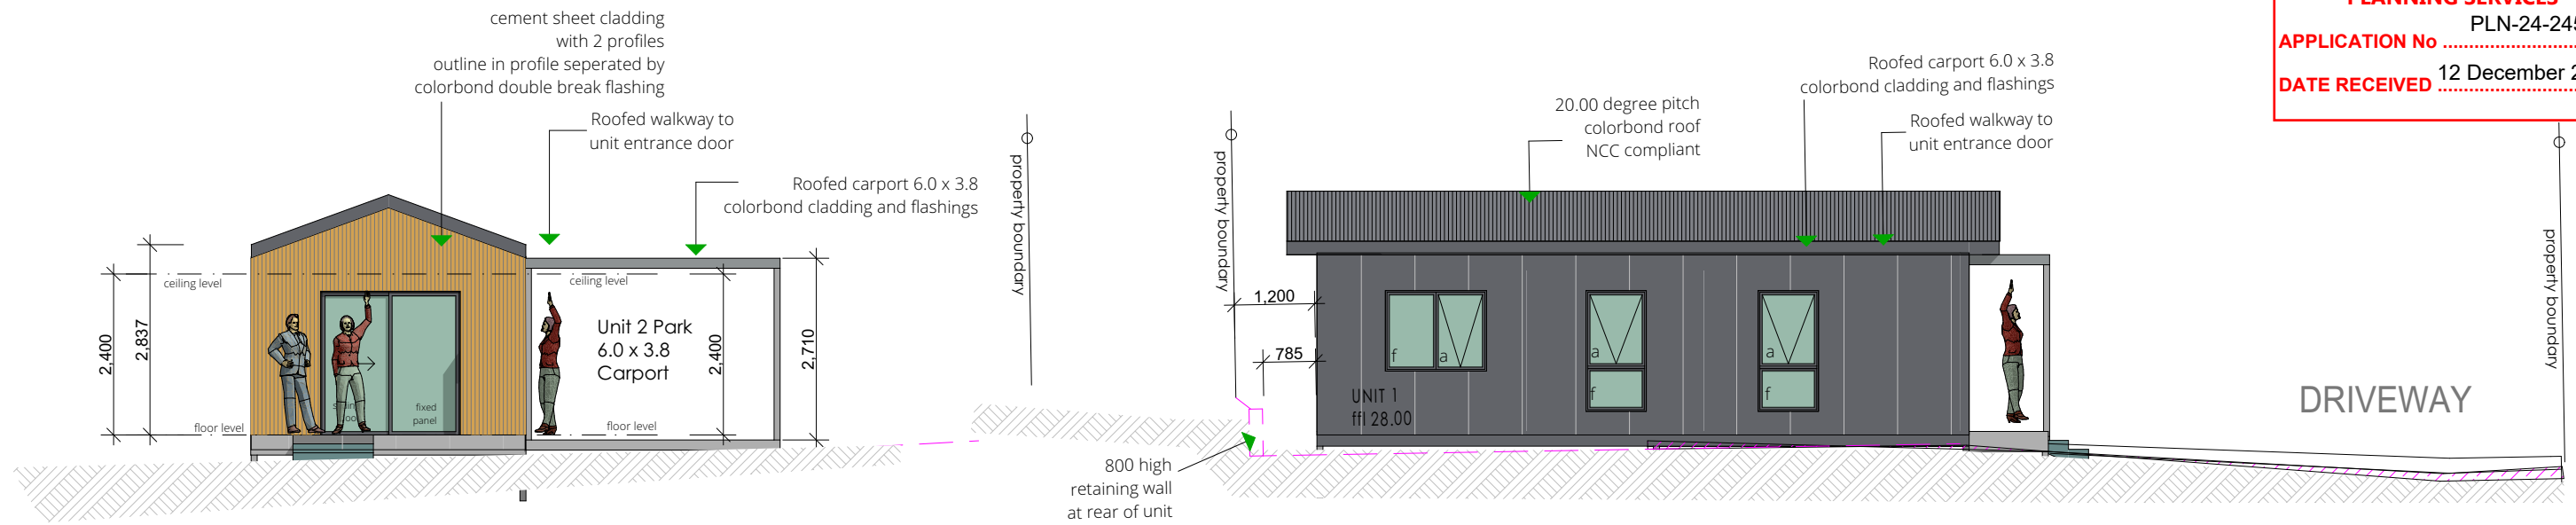 cement sheet cladding
with 2 profiles
outline in profile seperated by
colorbond double break flashing
Roofed walkway to
unit entrance door
Roofed carport 6.0 x 3.8
colorbond cladding and flashings
ceiling level
ceiling level
2,400
2,837
Unit 2 Park
6.0 x 3.8
Carport
2,400
2,710
fixed
panel
floor level
floor level
property boundary
property boundary
20.00 degree pitch
colorbond roof
NCC compliant
Roofed carport 6.0 x 3.8
colorbond cladding and flashings
Roofed walkway to
unit entrance door
1,200
785
f
a
a
f
a
f
UNIT 1
ffl 28.00
800 high
retaining wall
at rear of unit
DRIVEWAY
property boundary
PLANNING SERVICES
PLN-24-245
APPLICATION No
12 December 2
DATE RECEIVED